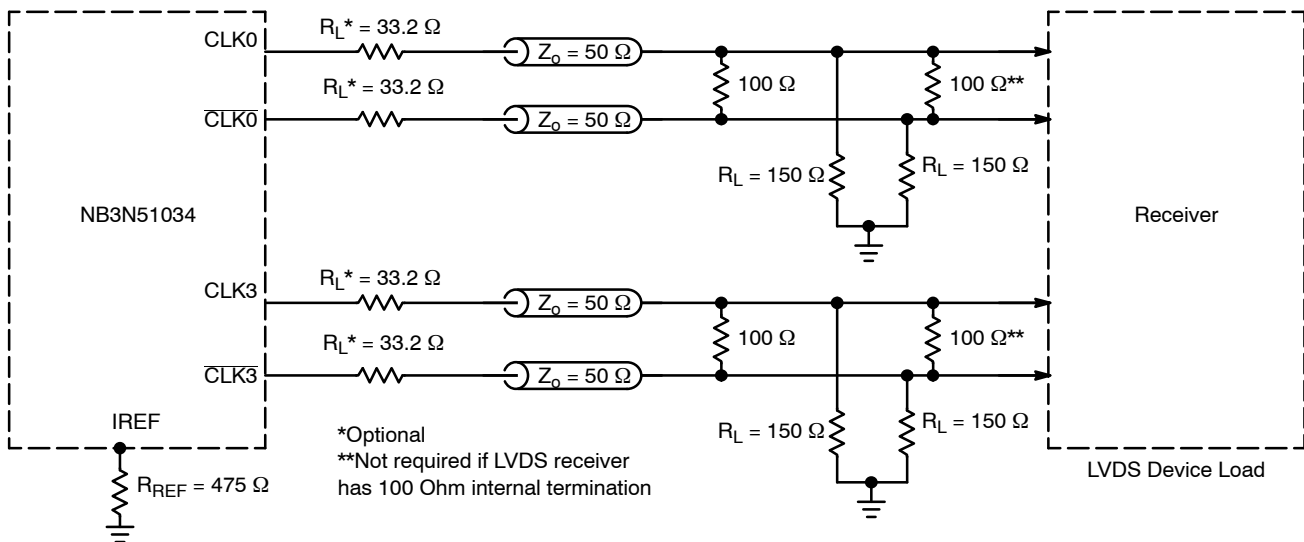 CLK0
R_L* = 33.2 Ω
Z_o = 50 Ω
100 Ω
100 Ω**
R_L* = 33.2 Ω
C̅L̅K̅0̅
Z_o = 50 Ω
R_L = 150 Ω
R_L = 150 Ω
NB3N51034
Receiver
CLK3
R_L* = 33.2 Ω
Z_o = 50 Ω
100 Ω
100 Ω**
R_L* = 33.2 Ω
C̅L̅K̅3̅
Z_o = 50 Ω
R_L = 150 Ω
R_L = 150 Ω
IREF
R_REF = 475 Ω
*Optional
**Not required if LVDS receiver
has 100 Ohm internal termination
LVDS Device Load